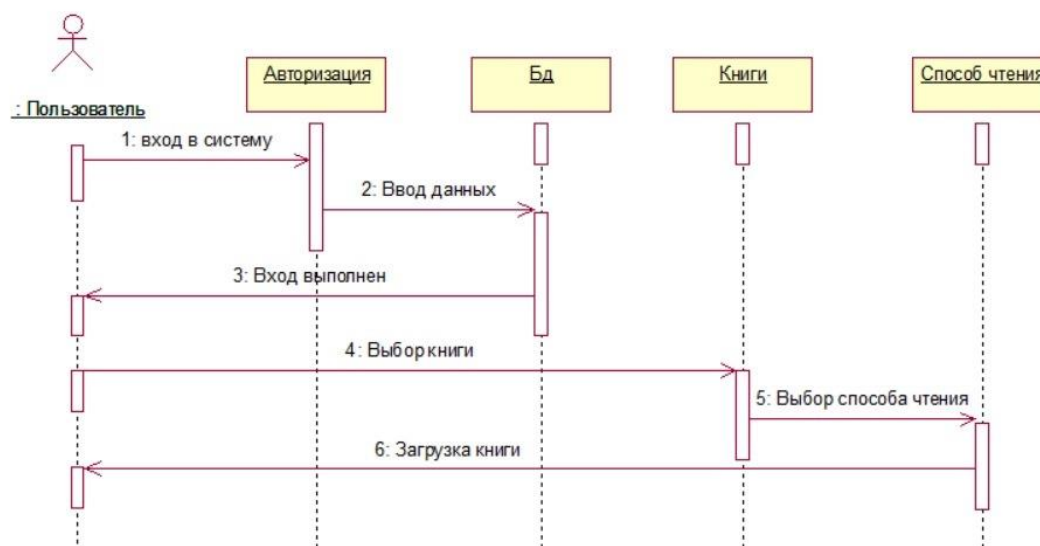 Авторизация
Бд
Книги
Способ чтения
: Пользователь
1: вход в систему
2: Ввод данных
3: Вход выполнен
4: Выбор книги
5: Выбор способа чтения
6: Загрузка книги